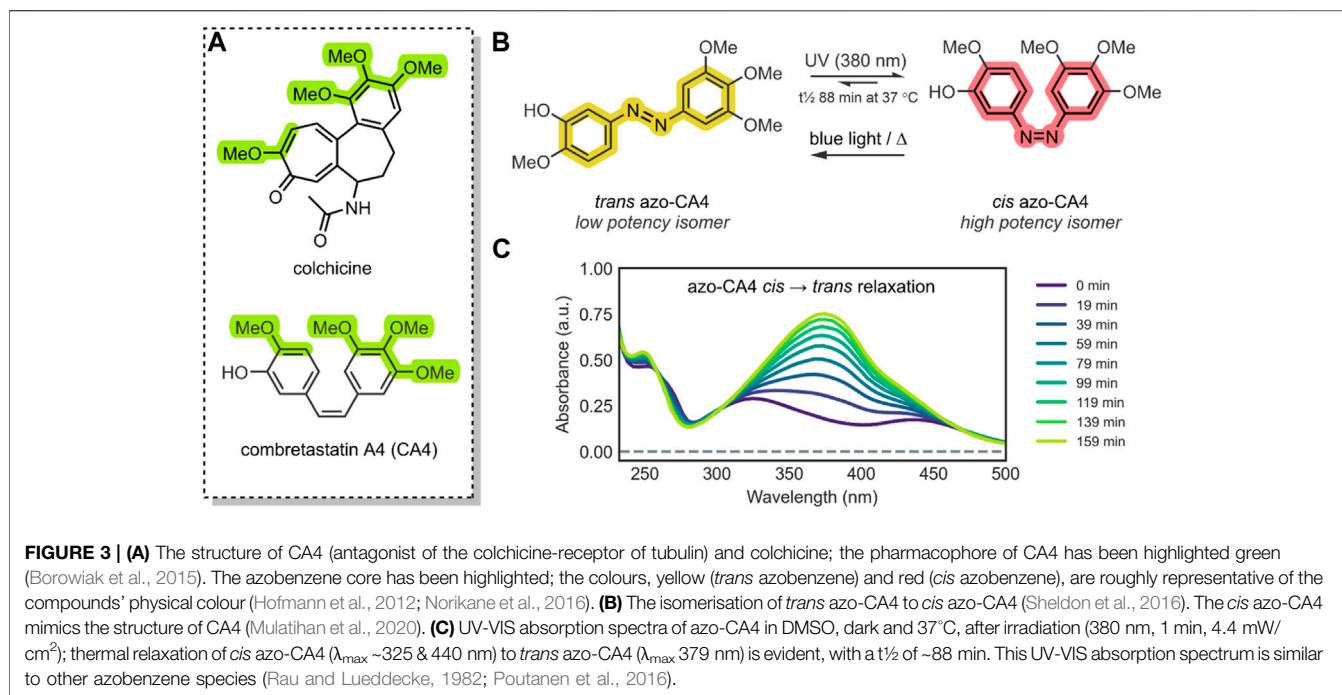 A
MeO
MeO
OMe
MeO
O
NH
O
colchicine
MeO
MeO
OMe
HO
OMe
combretastatin A4 (CA4)
B
OMe
OMe
OMe
N
N
HO
MeO
trans azo-CA4
low potency isomer
UV (380 nm)
t½ 88 min at 37 °C
blue light / Δ
MeO
MeO
OMe
HO
OMe
N=N
cis azo-CA4
high potency isomer
C
azo-CA4 cis → trans relaxation
Absorbance (a.u.)
1.00
0.75
0.50
0.25
0.00
250 300 350 400 450 500
Wavelength (nm)
0 min
19 min
39 min
59 min
79 min
99 min
119 min
139 min
159 min
FIGURE 3 | (A) The structure of CA4 (antagonist of the colchicine-receptor of tubulin) and colchicine; the pharmacophore of CA4 has been highlighted green
(Borowiak et al., 2015). The azobenzene core has been highlighted; the colours, yellow (trans azobenzene) and red (cis azobenzene), are roughly representative of the
compounds' physical colour (Hofmann et al., 2012; Norikane et al., 2016). (B) The isomerisation of trans azo-CA4 to cis azo-CA4 (Sheldon et al., 2016). The cis azo-CA4
mimics the structure of CA4 (Mulatihan et al., 2020). (C) UV-VIS absorption spectra of azo-CA4 in DMSO, dark and 37°C, after irradiation (380 nm, 1 min, 4.4 mW/
cm²); thermal relaxation of cis azo-CA4 (λmax ~325 & 440 nm) to trans azo-CA4 (λmax 379 nm) is evident, with a t½ of ~88 min. This UV-VIS absorption spectrum is similar
to other azobenzene species (Rau and Lueddecke, 1982; Poutanen et al., 2016).